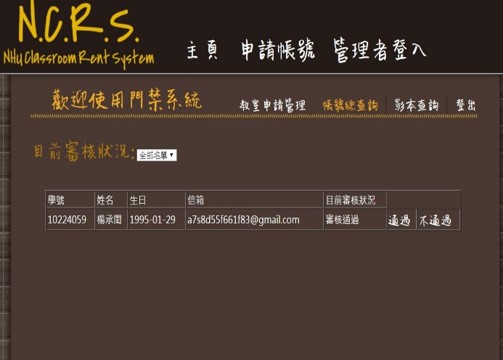 N.C.R.S.
NHU Classroom Rent System
主頁 申請帳號 管理者登入
歡迎使用門禁系統
教室申請管理 帳號總查詢 影本查詢 登出
目前審核狀況: 全部名單
學號 姓名 生日 信箱 目前審核狀況
10224059 楊承閎 1995-01-29 a7s8d55f661f83@gmail.com 審核通過 通過 不通過